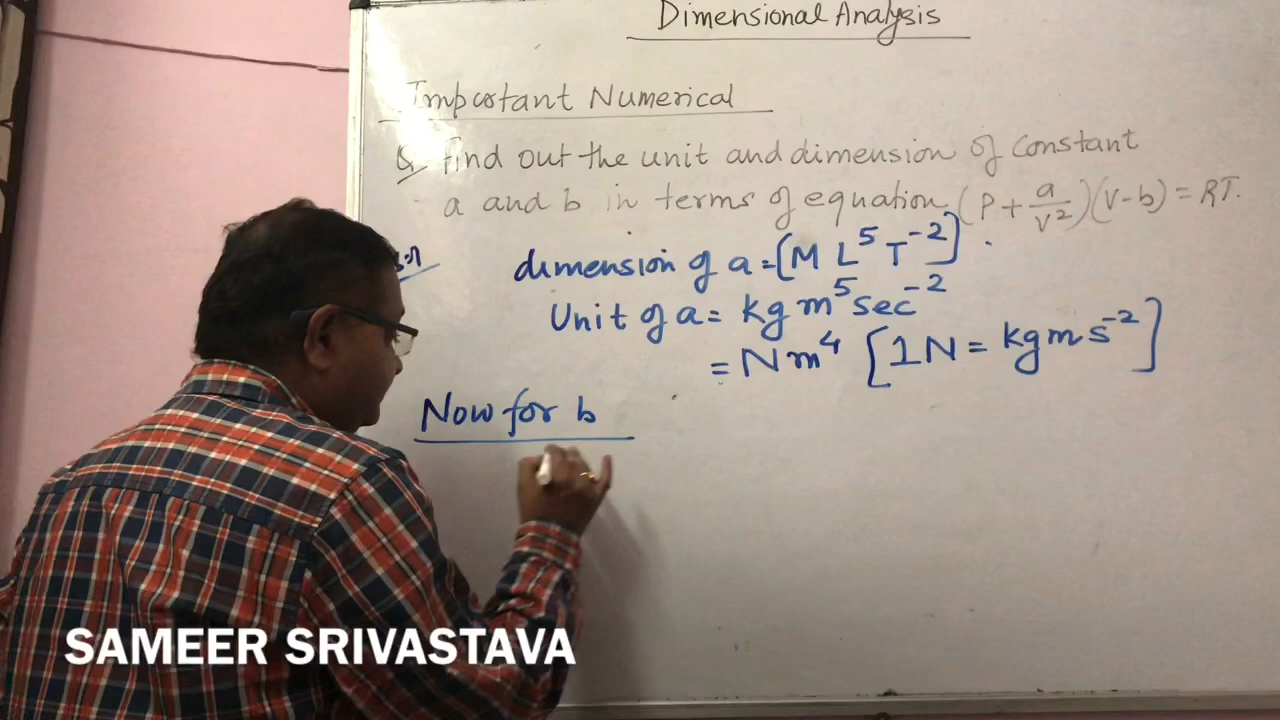 Dimensional Analysis
Important Numerical
Q find out the unit and dimension of constant
a and b in terms of equation (P + a/V²)(V-b) = RT.
dimension of a = [M L⁵ T⁻²].
Unit of a = kg m⁵ sec⁻²
= N m⁴ [1N = kg m s⁻²]
Now for b
SAMEER SRIVASTAVA